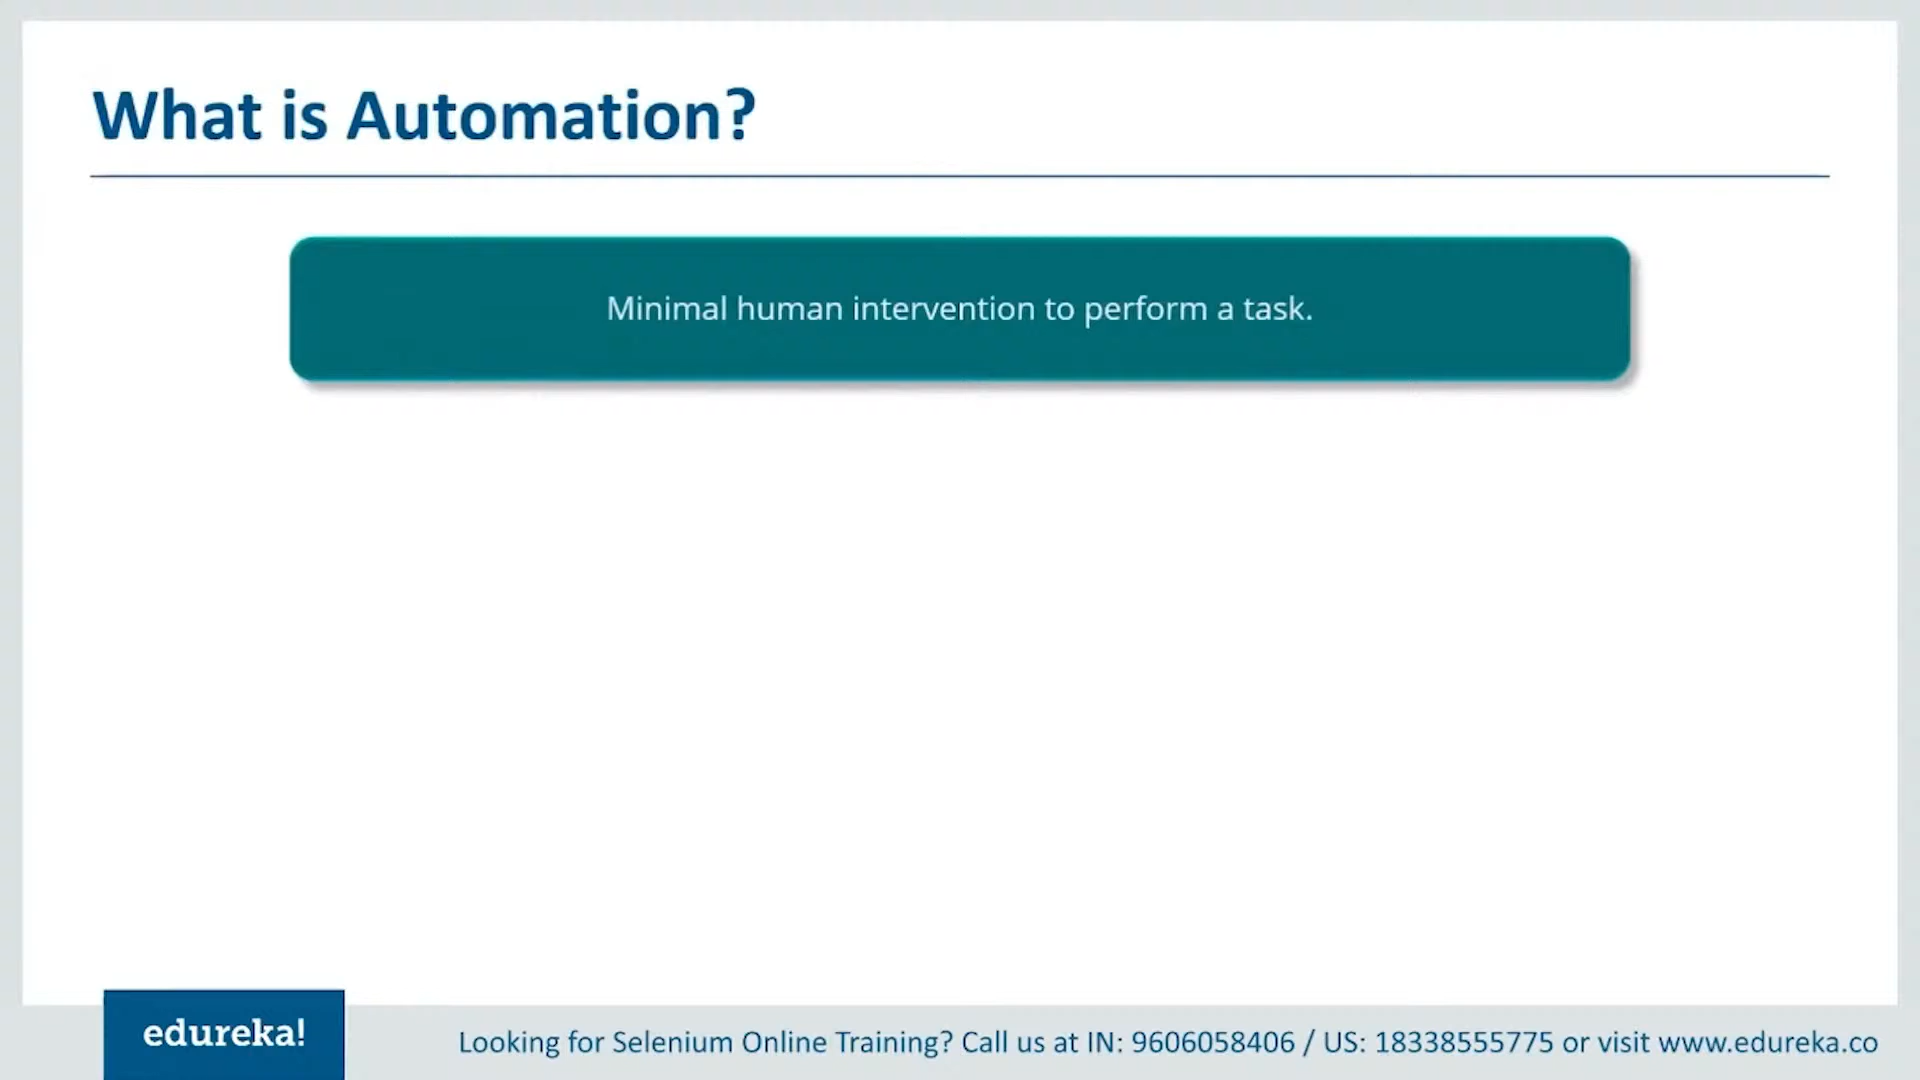 What is Automation?
Minimal human intervention to perform a task.
edureka!
Looking for Selenium Online Training? Call us at IN: 9606058406 / US: 18338555775 or visit www.edureka.co